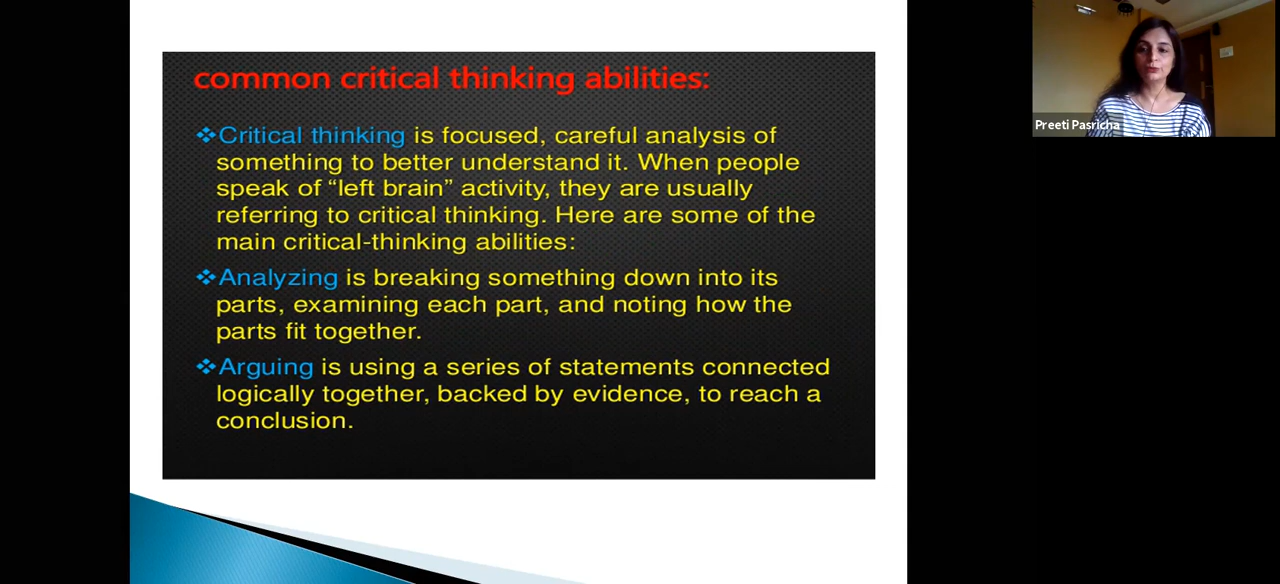 common critical thinking abilities:
❖Critical thinking is focused, careful analysis of
something to better understand it. When people
speak of “left brain” activity, they are usually
referring to critical thinking. Here are some of the
main critical-thinking abilities:
❖Analyzing is breaking something down into its
parts, examining each part, and noting how the
parts fit together.
❖Arguing is using a series of statements connected
logically together, backed by evidence, to reach a
conclusion.
Preeti Pasricha